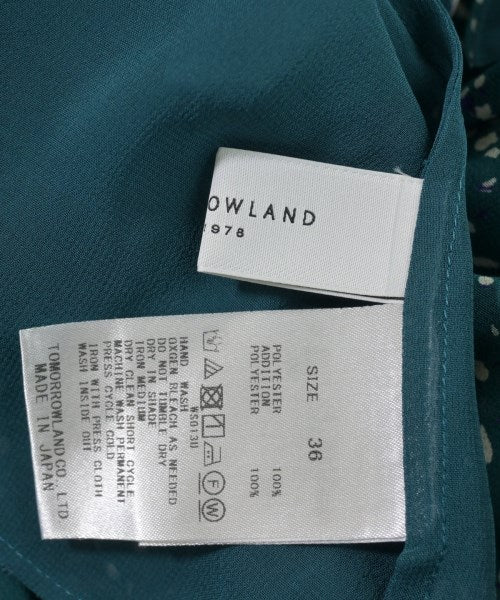 OWLAND
1978
SIZE 36
POLYESTER 100%
ADDITION
POLYESTER 100%
WS0130
HAND WASH
OXGEN BLEACH AS NEEDED
DO NOT TUMBLE DRY
DRY IN SHADE
IRON MEDIUM
DRY CLEAN SHORT CYCLE
MACHINE WASH PERMANENT
PRESS CYCLE COLD
IRON WITH PRESS CLOTH
WASH INSIDE OUT
TOMORROWLAND CO., LTD
MADE IN JAPAN